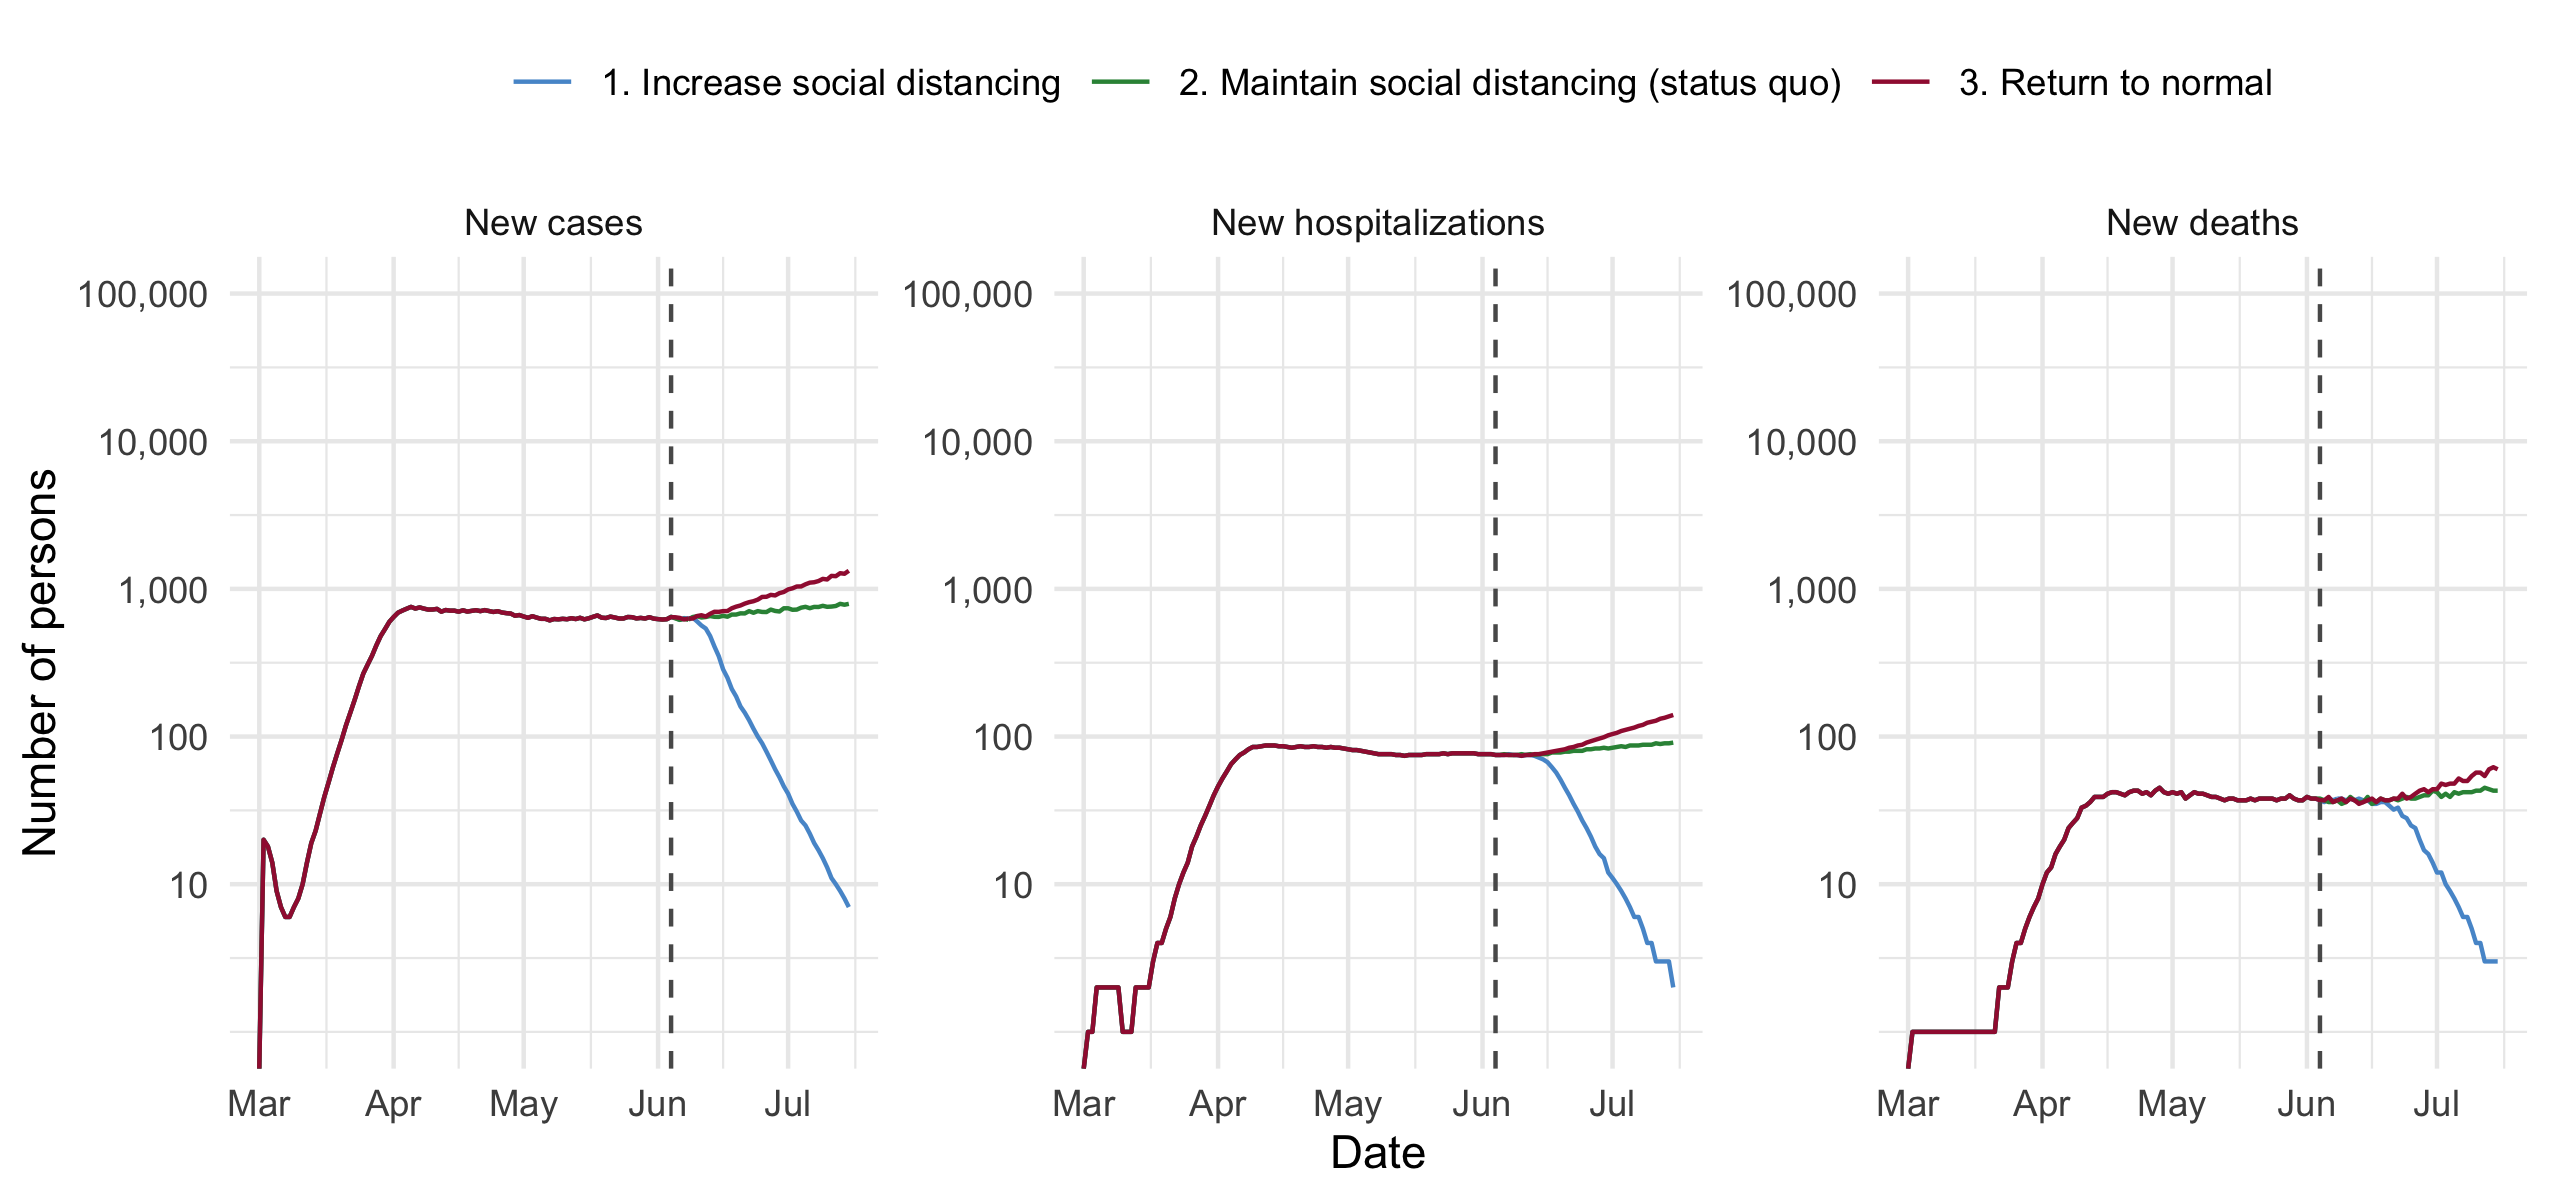 1. Increase social distancing 2. Maintain social distancing (status quo) 3. Return to normal
New cases New hospitalizations New deaths
Number of persons
100,000
10,000
1,000
100
10
100,000
10,000
1,000
100
10
100,000
10,000
1,000
100
10
Mar Apr May Jun Jul
Mar Apr May Jun Jul
Mar Apr May Jun Jul
Date